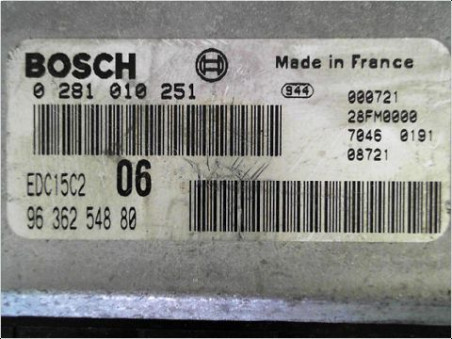 BOSCH
Made in France
0 281 010 251
944
000721
28FM0000
7046 0191
08721
EDC15C2 06
96 362 548 80